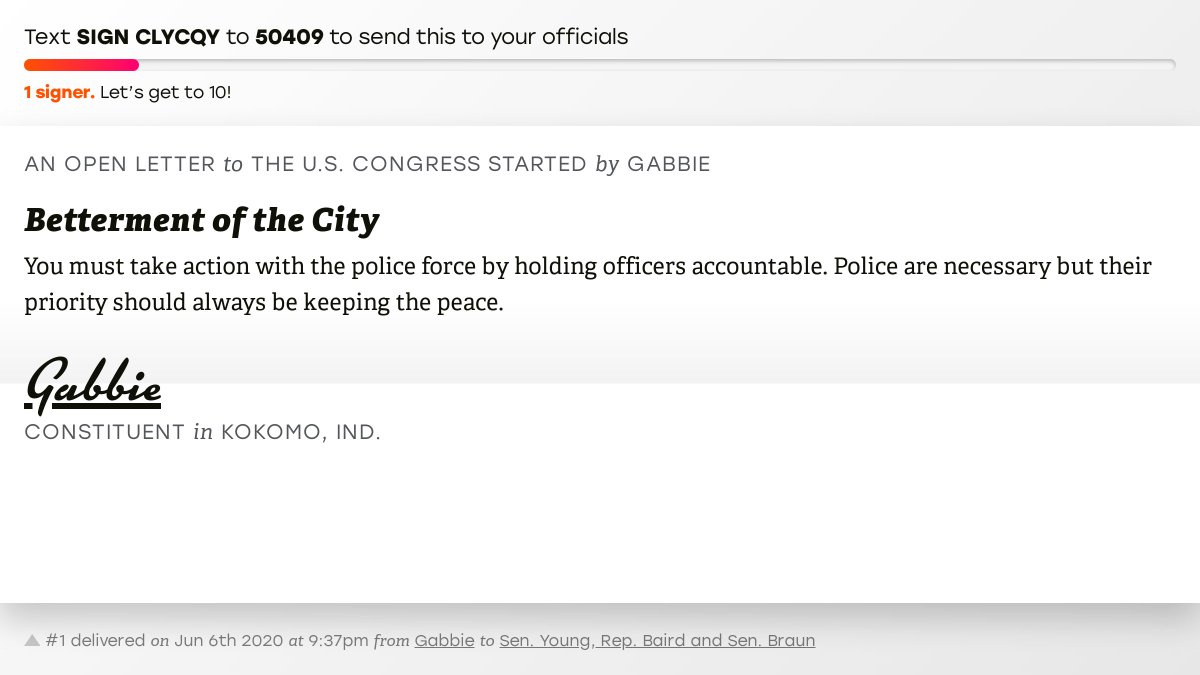 Text SIGN CLYCQY to 50409 to send this to your officials
1 signer. Let’s get to 10!
AN OPEN LETTER to THE U.S. CONGRESS STARTED by GABBIE
Betterment of the City
You must take action with the police force by holding officers accountable. Police are necessary but their
priority should always be keeping the peace.
Gabbie
CONSTITUENT in KOKOMO, IND.
#1 delivered on Jun 6th 2020 at 9:37pm from Gabbie to Sen. Young, Rep. Baird and Sen. Braun